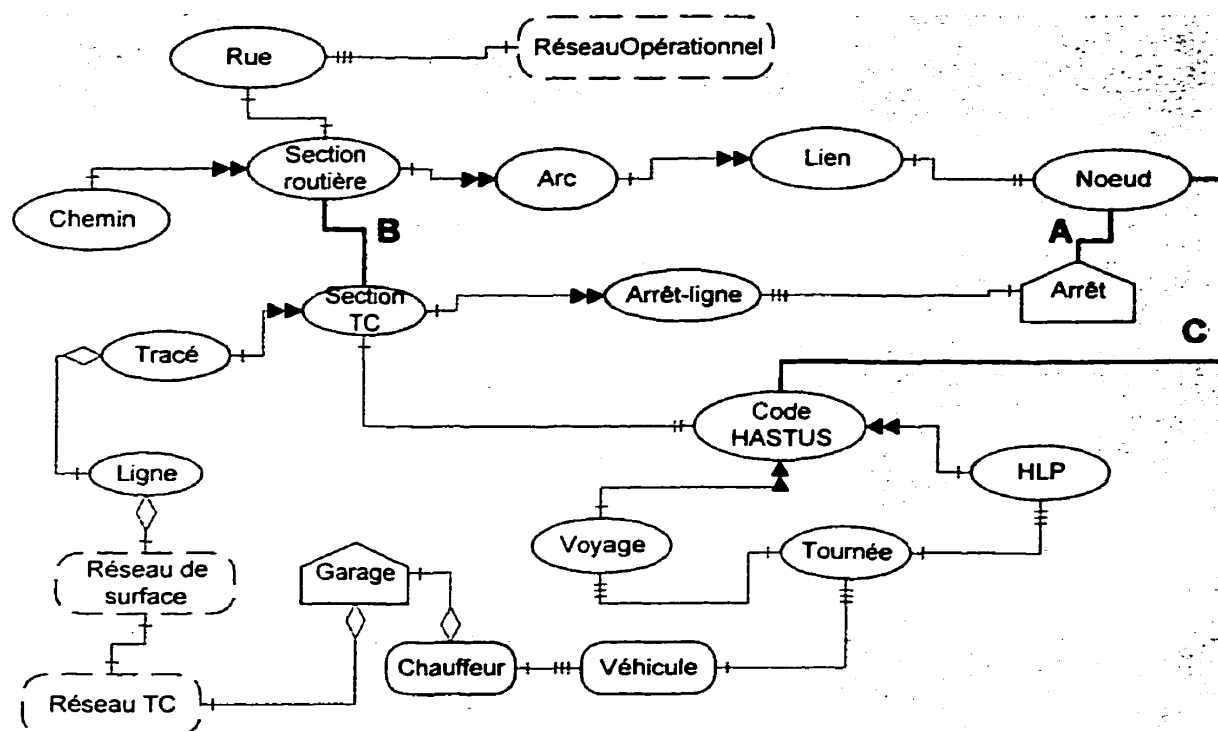 RéseauOpérationnel
Rue
Section
routière
Arc
Lien
Noeud
Chemin
B
A
Section
TC
Arrêt-ligne
Arrêt
C
Tracé
Code
HASTUS
Ligne
HLP
Voyage
Tournée
Réseau de
surface
Garage
Chauffeur
Véhicule
Réseau TC